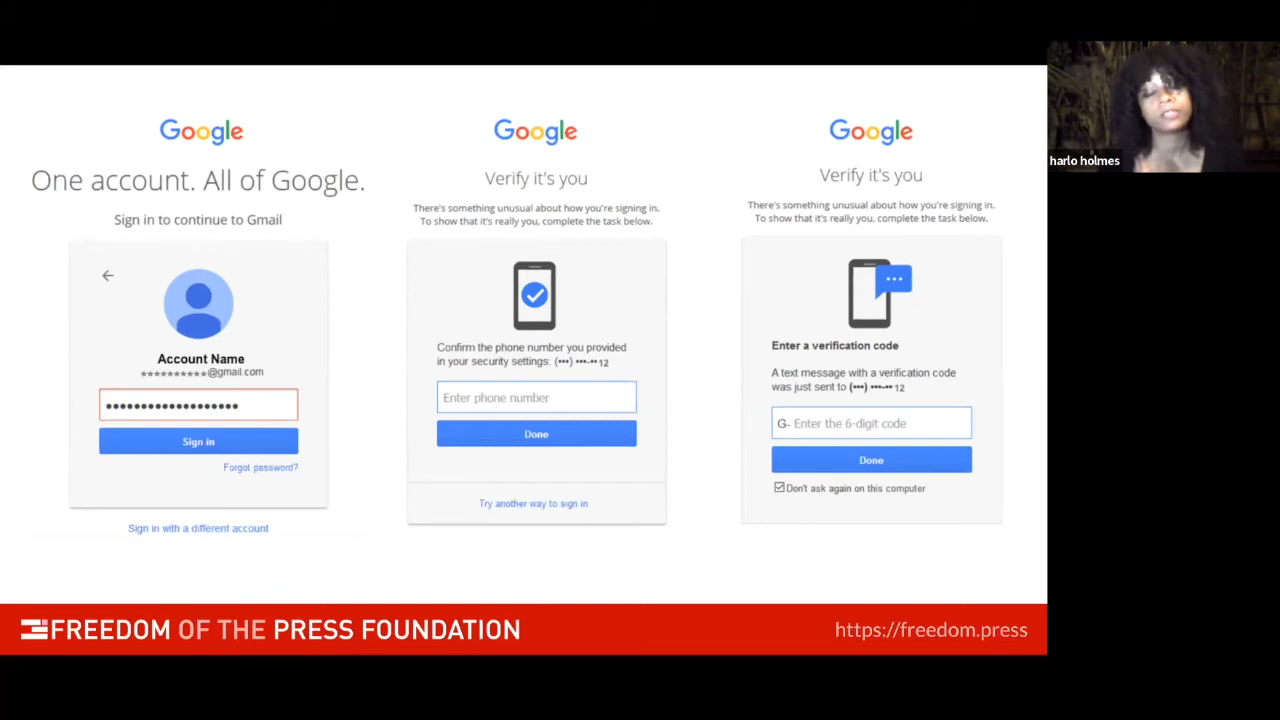 Google
One account. All of Google.
Sign in to continue to Gmail
Account Name
**********@gmail.com
•••••••••••••••••••
Sign in
Forgot password?
Sign in with a different account
Google
Verify it's you
There's something unusual about how you're signing in.
To show that it's really you, complete the task below.
Confirm the phone number you provided
in your security settings: (•••) •••-••12
Enter phone number
Done
Try another way to sign in
Google
Verify it's you
There's something unusual about how you're signing in.
To show that it's really you, complete the task below.
Enter a verification code
A text message with a verification code
was just sent to (•••) •••-•• 12
G- Enter the 6-digit code
Done
Don't ask again on this computer
harlo holmes
FREEDOM OF THE PRESS FOUNDATION
https://freedom.press